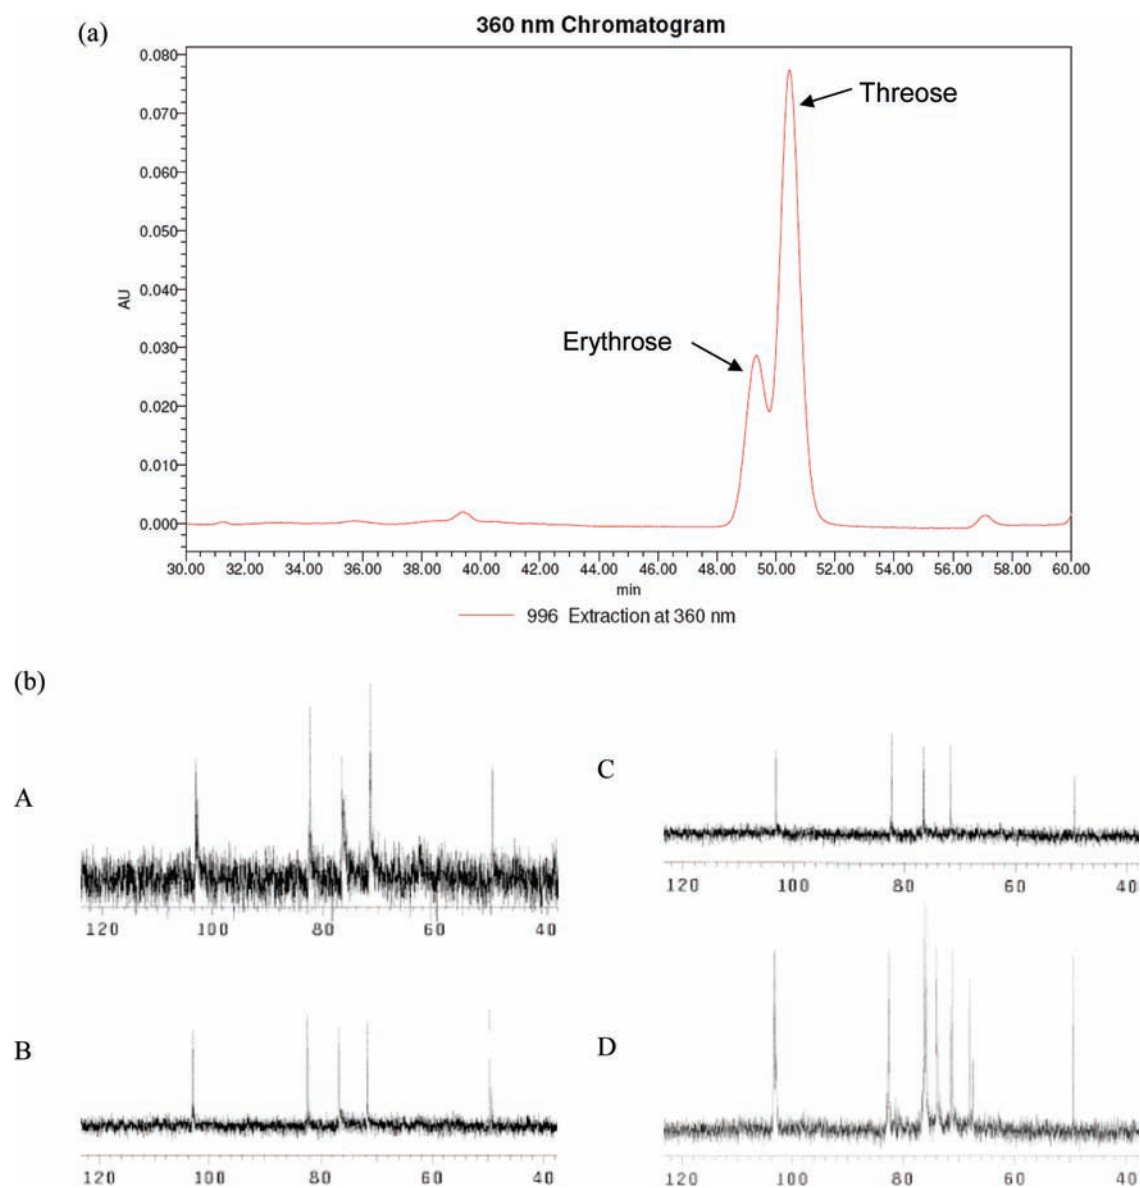 (a)
360 nm Chromatogram
0.080
0.070
0.060
0.050
0.040
0.030
0.020
0.010
0.000
AU
Threose
Erythrose
30.00 32.00 34.00 36.00 38.00 40.00 42.00 44.00 46.00 48.00 50.00 52.00 54.00 56.00 58.00 60.00
min
996 Extraction at 360 nm
(b)
A
120 100 80 60 40
B
120 100 80 60 40
C
120 100 80 60 40
D
120 100 80 60 40